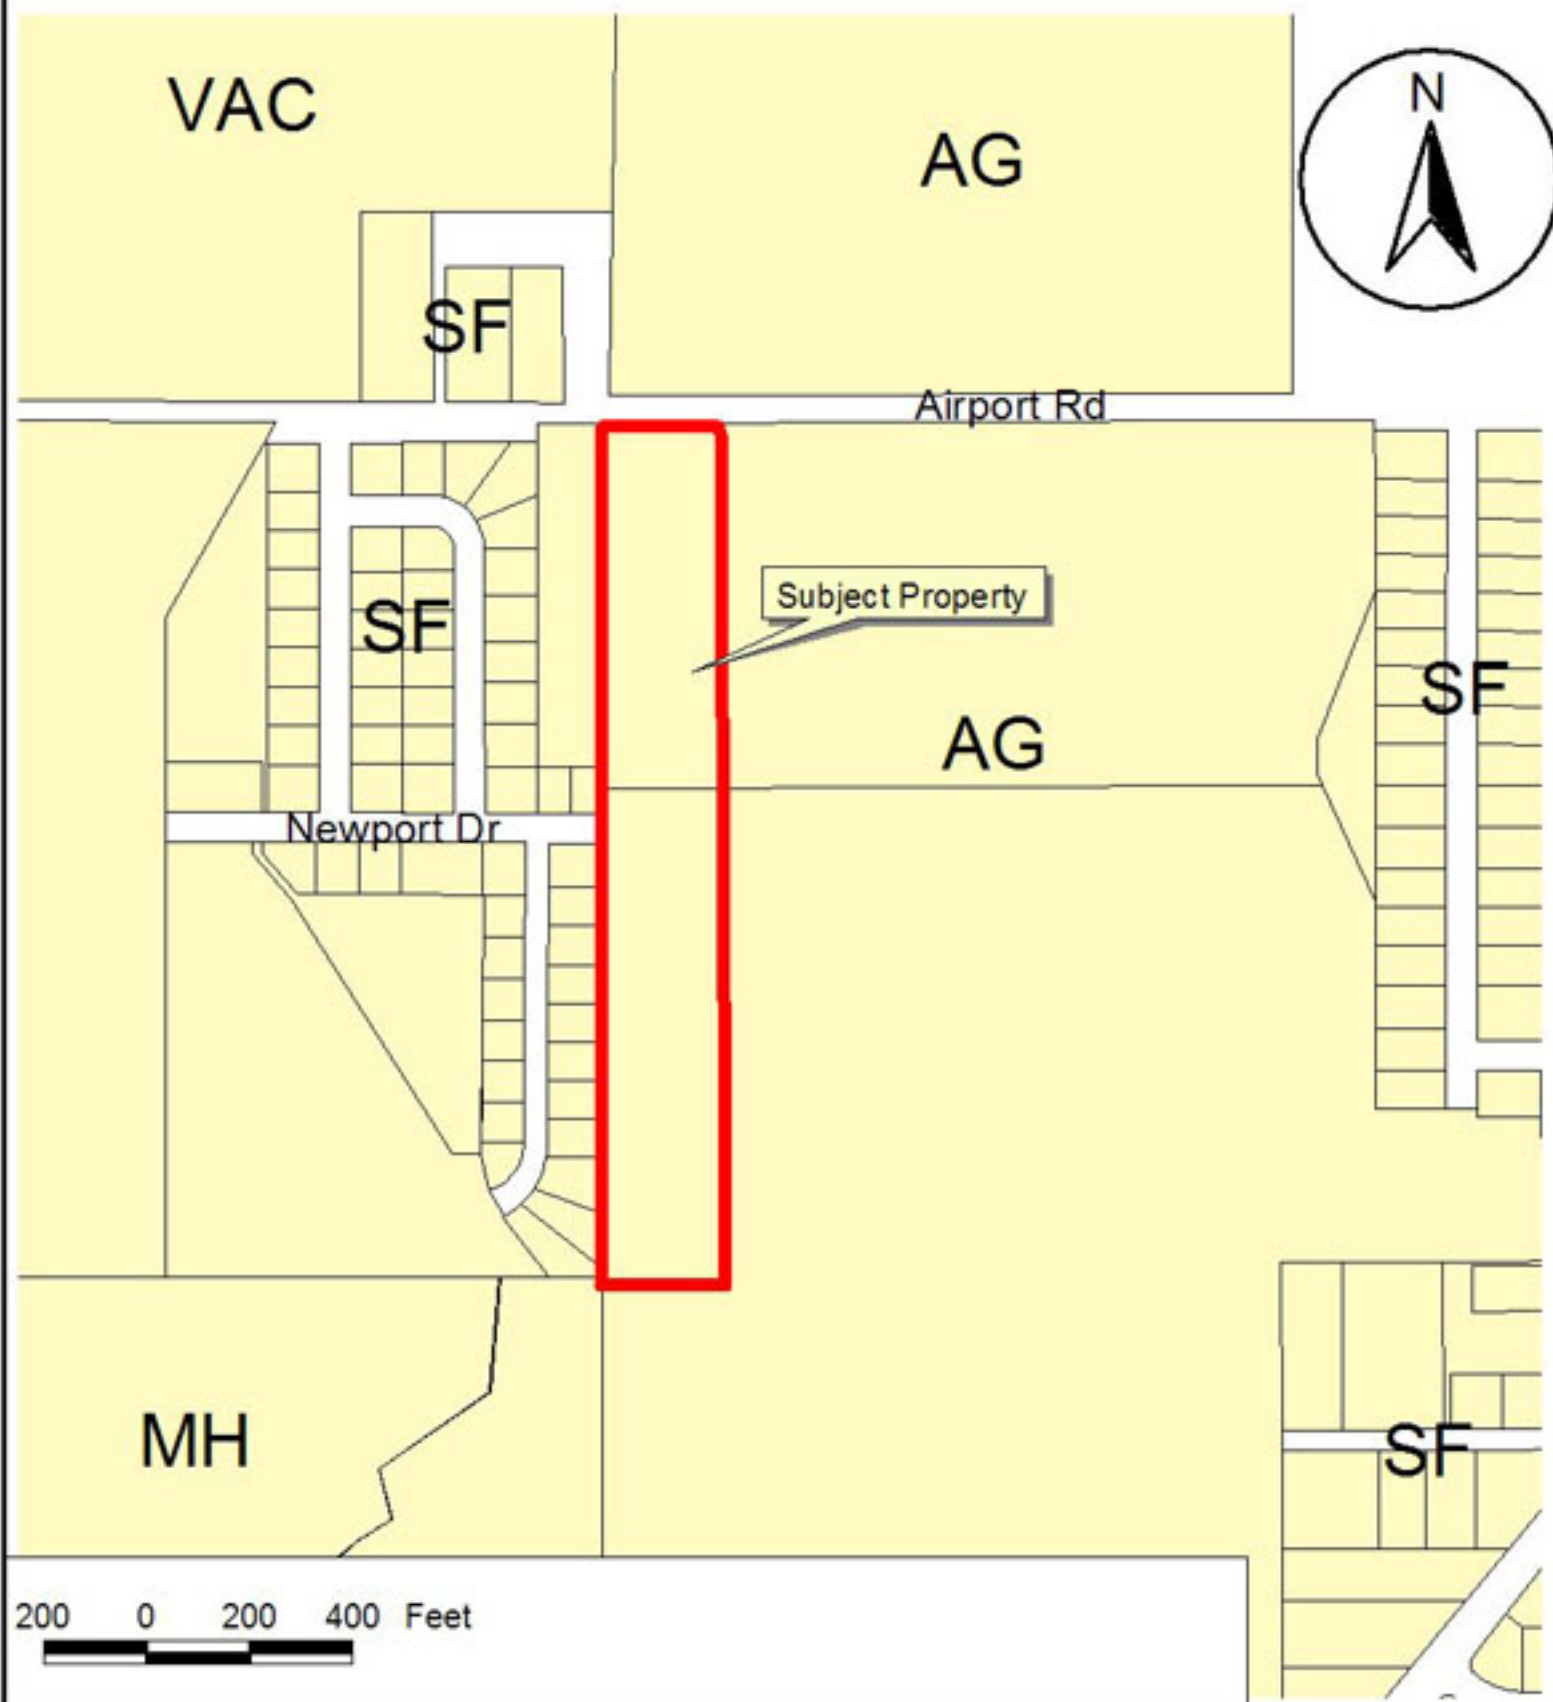 VAC
AG
N
SF
Airport Rd
SF
Subject Property
SF
AG
Newport Dr
MH
SF
200 0 200 400 Feet